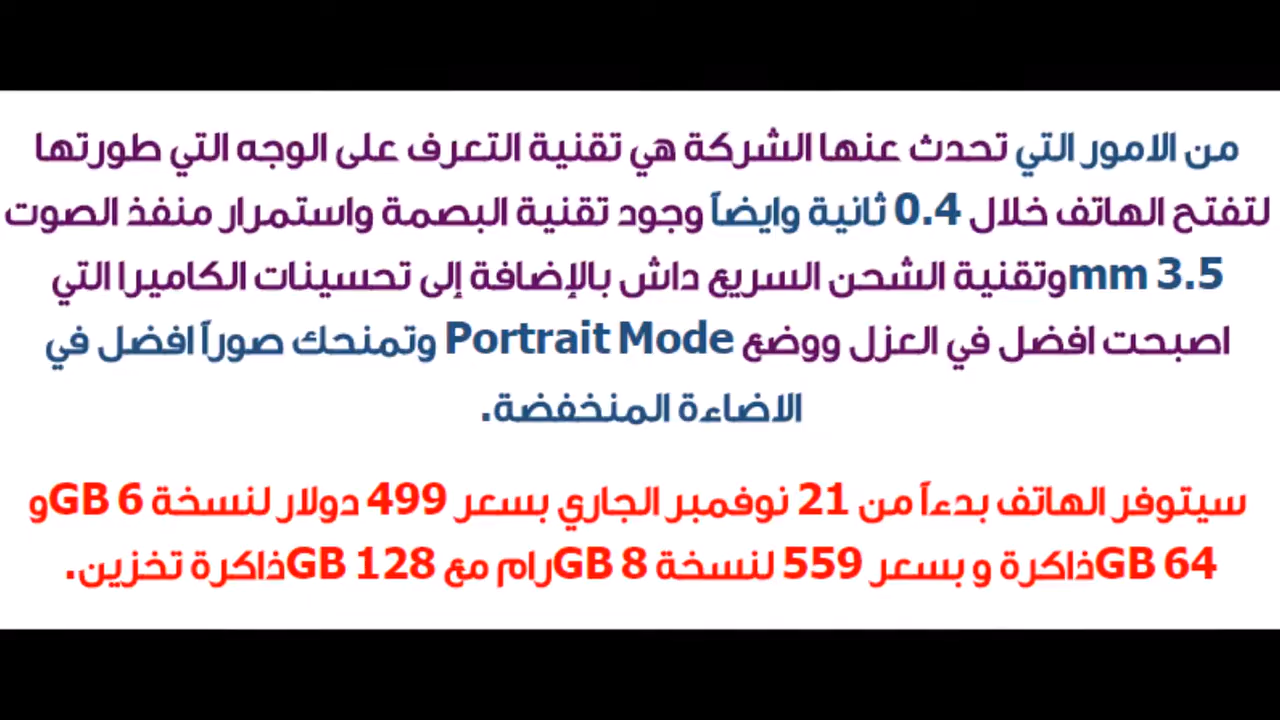 من الامور التي تحدث عنها الشركة هي تقنية التعرف على الوجه التي طورتها
لتفتح الهاتف خلال 0.4 ثانية وايضاً وجود تقنية البصمة واستمرار منفذ الصوت
3.5 mmوتقنية الشحن السريع داش بالإضافة إلى تحسينات الكاميرا التي
اصبحت افضل في العزل ووضع Portrait Mode وتمنحك صوراً افضل في
الاضاءة المنخفضة.
سيتوفر الهاتف بدءاً من 21 نوفمبر الجاري بسعر 499 دولار لنسخة 6 GBو
64 GBذاكرة و بسعر 559 لنسخة 8 GBرام مع 128 GBذاكرة تخزين.